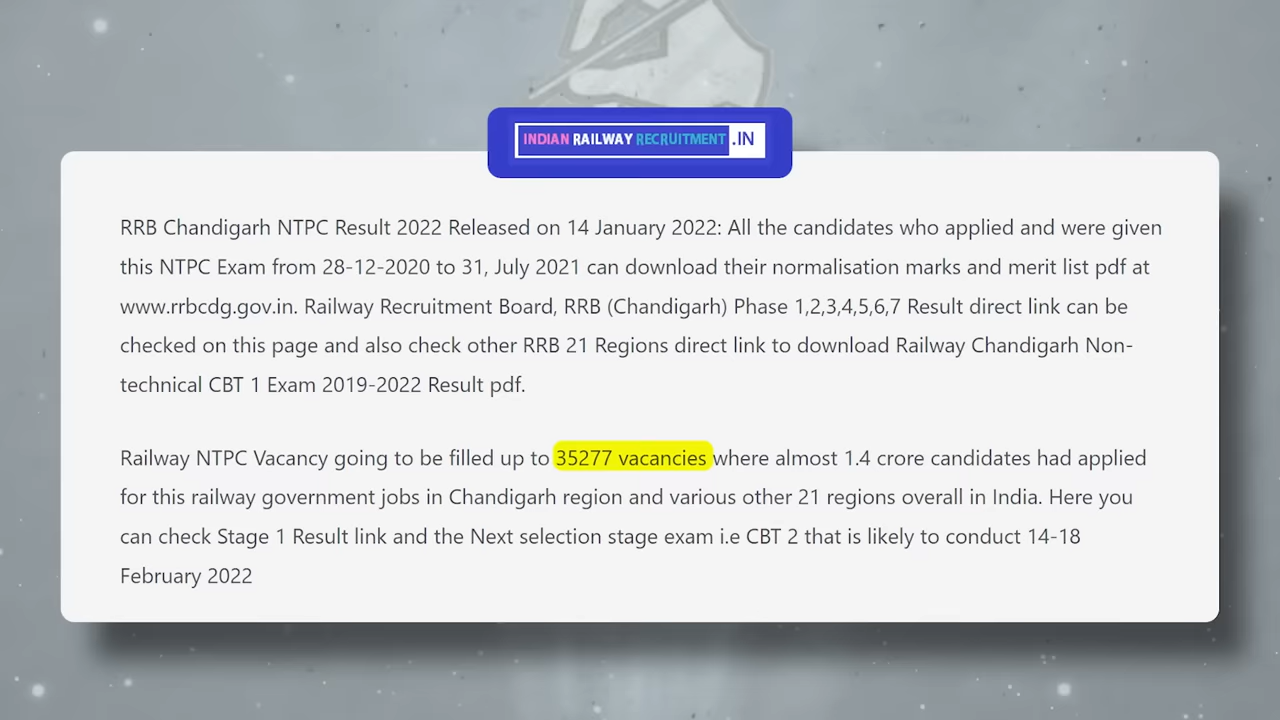 INDIAN RAILWAY RECRUITMENT .IN
RRB Chandigarh NTPC Result 2022 Released on 14 January 2022: All the candidates who applied and were given
this NTPC Exam from 28-12-2020 to 31, July 2021 can download their normalisation marks and merit list pdf at
www.rrbcdg.gov.in. Railway Recruitment Board, RRB (Chandigarh) Phase 1,2,3,4,5,6,7 Result direct link can be
checked on this page and also check other RRB 21 Regions direct link to download Railway Chandigarh Non-
technical CBT 1 Exam 2019-2022 Result pdf.
Railway NTPC Vacancy going to be filled up to 35277 vacancies where almost 1.4 crore candidates had applied
for this railway government jobs in Chandigarh region and various other 21 regions overall in India. Here you
can check Stage 1 Result link and the Next selection stage exam i.e CBT 2 that is likely to conduct 14-18
February 2022